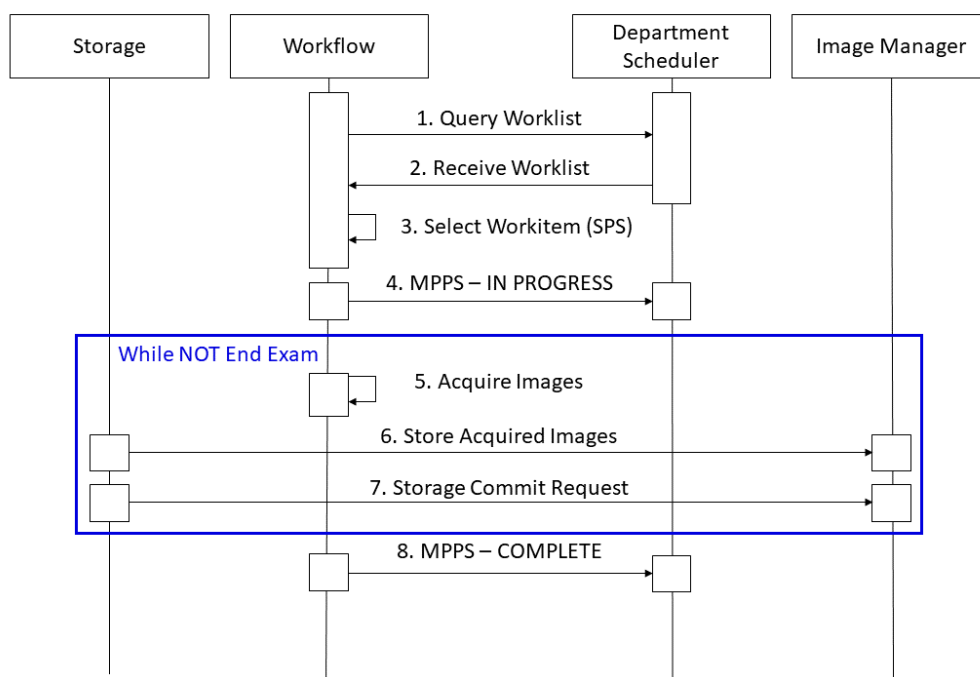 Storage
Workflow
Department
Scheduler
Image Manager
1. Query Worklist
2. Receive Worklist
3. Select Workitem (SPS)
4. MPPS – IN PROGRESS
While NOT End Exam
5. Acquire Images
6. Store Acquired Images
7. Storage Commit Request
8. MPPS – COMPLETE